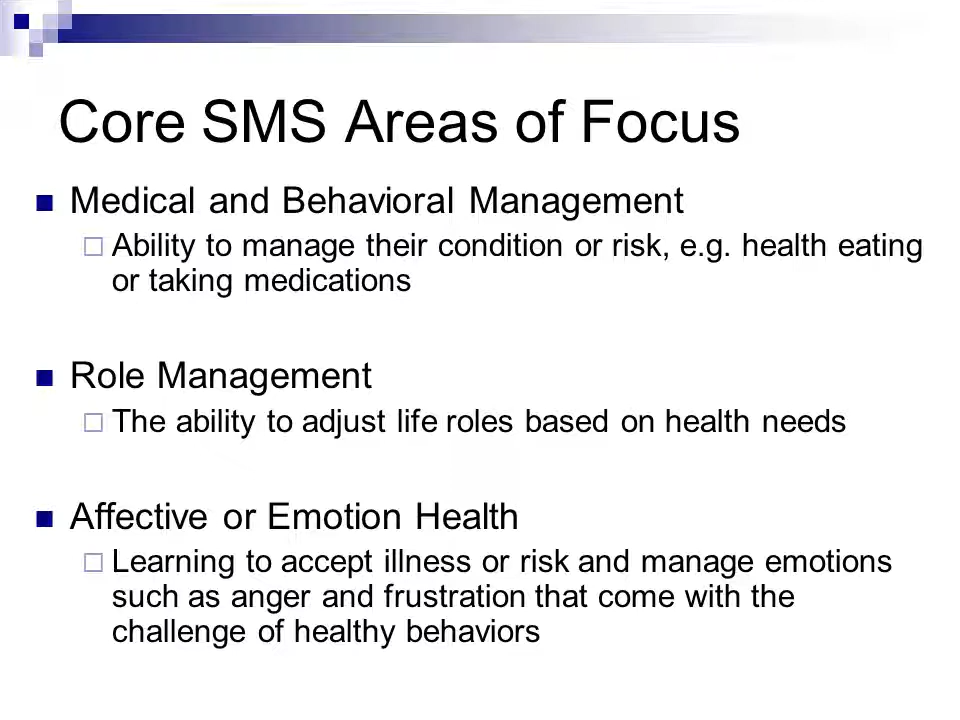 Core SMS Areas of Focus
Medical and Behavioral Management
Ability to manage their condition or risk, e.g. health eating
or taking medications
Role Management
The ability to adjust life roles based on health needs
Affective or Emotion Health
Learning to accept illness or risk and manage emotions
such as anger and frustration that come with the
challenge of healthy behaviors